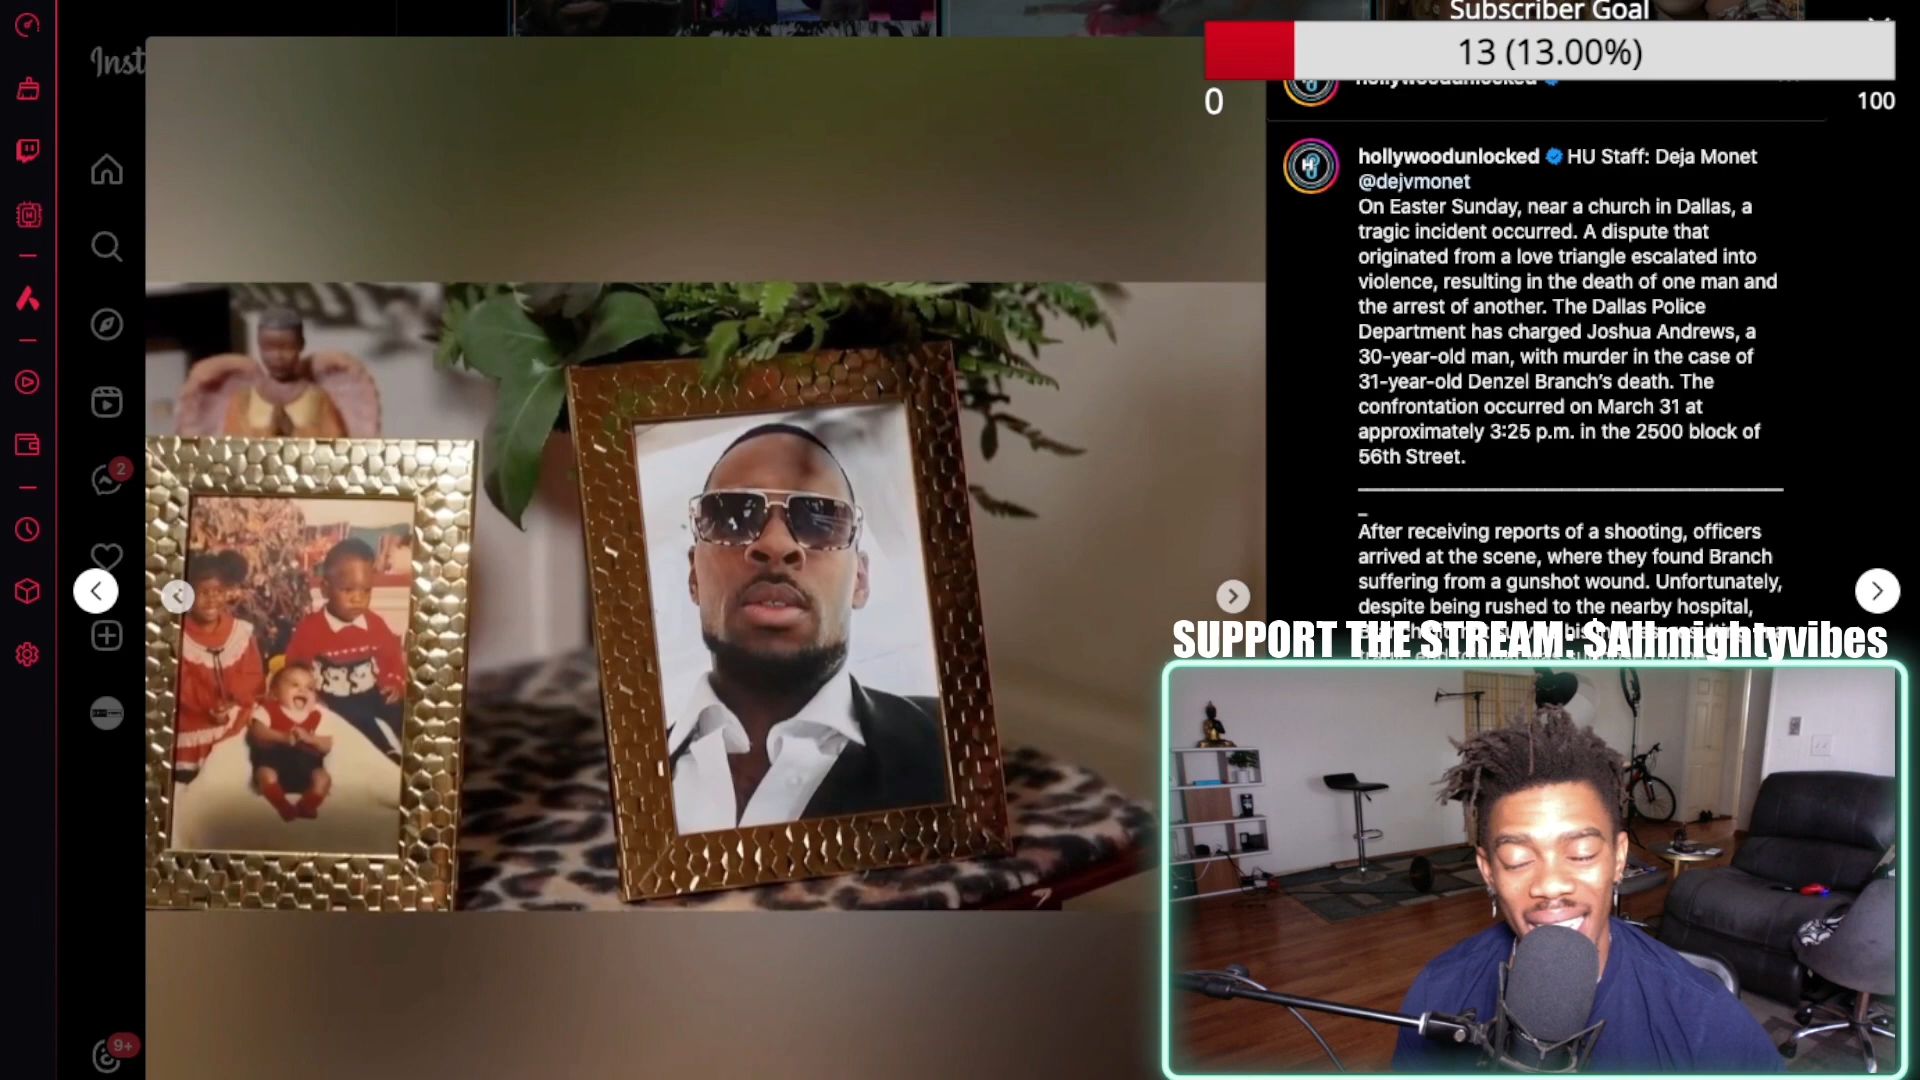 Subscriber Goal
13 (13.00%)
0
100
Inst
hollywoodunlocked
hollywoodunlocked HU Staff: Deja Monet
@dejvmonet
On Easter Sunday, near a church in Dallas, a
tragic incident occurred. A dispute that
originated from a love triangle escalated into
violence, resulting in the death of one man and
the arrest of another. The Dallas Police
Department has charged Joshua Andrews, a
30-year-old man, with murder in the case of
31-year-old Denzel Branch’s death. The
confrontation occurred on March 31 at
approximately 3:25 p.m. in the 2500 block of
56th Street.
After receiving reports of a shooting, officers
arrived at the scene, where they found Branch
suffering from a gunshot wound. Unfortunately,
despite being rushed to the nearby hospital,
SUPPORT THE STREAM: $Allmightyvibes
2
9+